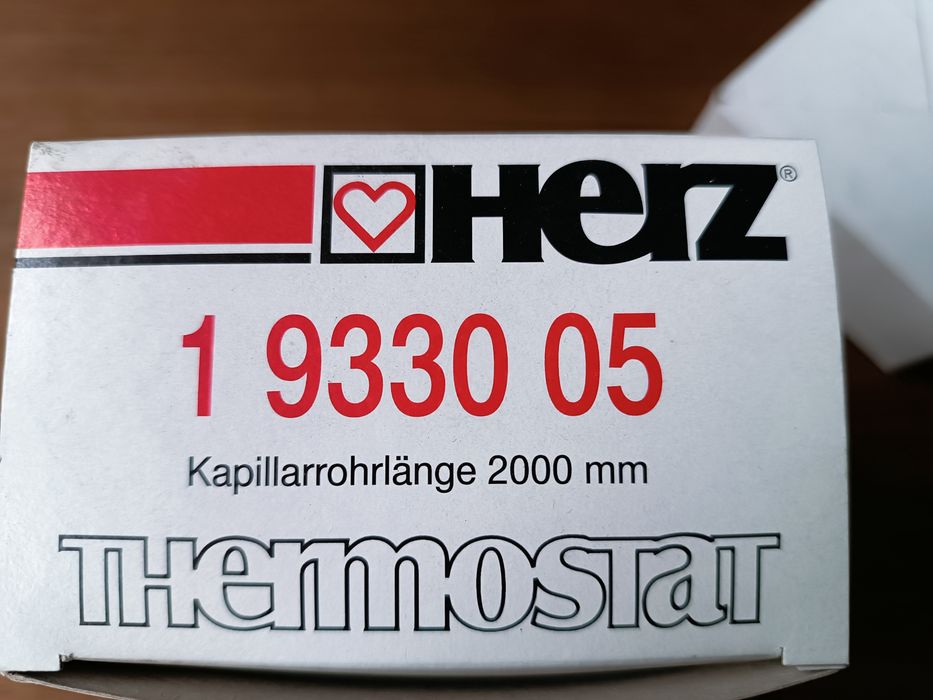 Herz®
1 9330 05
Kapillarrohrlänge 2000 mm
THermostat